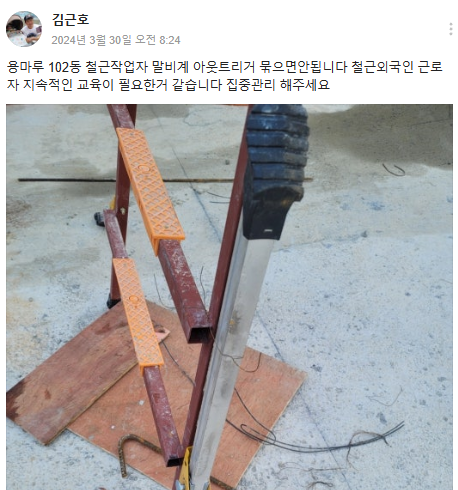 김근호
2024년 3월 30일 오전 8:24
용마루 102동 철근작업자 말비계 아웃트리거 묶으면안됩니다 철근외국인 근로
자 지속적인 교육이 필요한거 같습니다 집중관리 해주세요